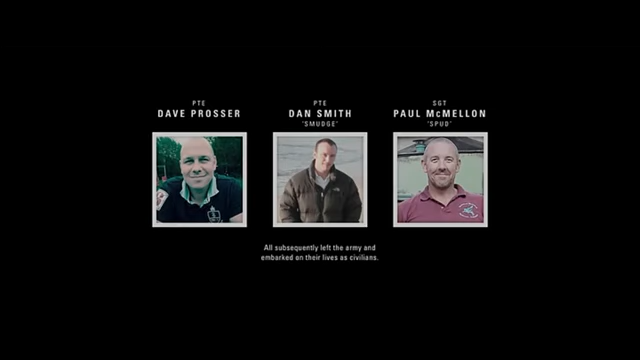 PTE
DAVE PROSSER
PTE
DAN SMITH
'SMUDGE'
SGT
PAUL McMELLON
'SPUD'
All subsequently left the army and
embarked on their lives as civilians.